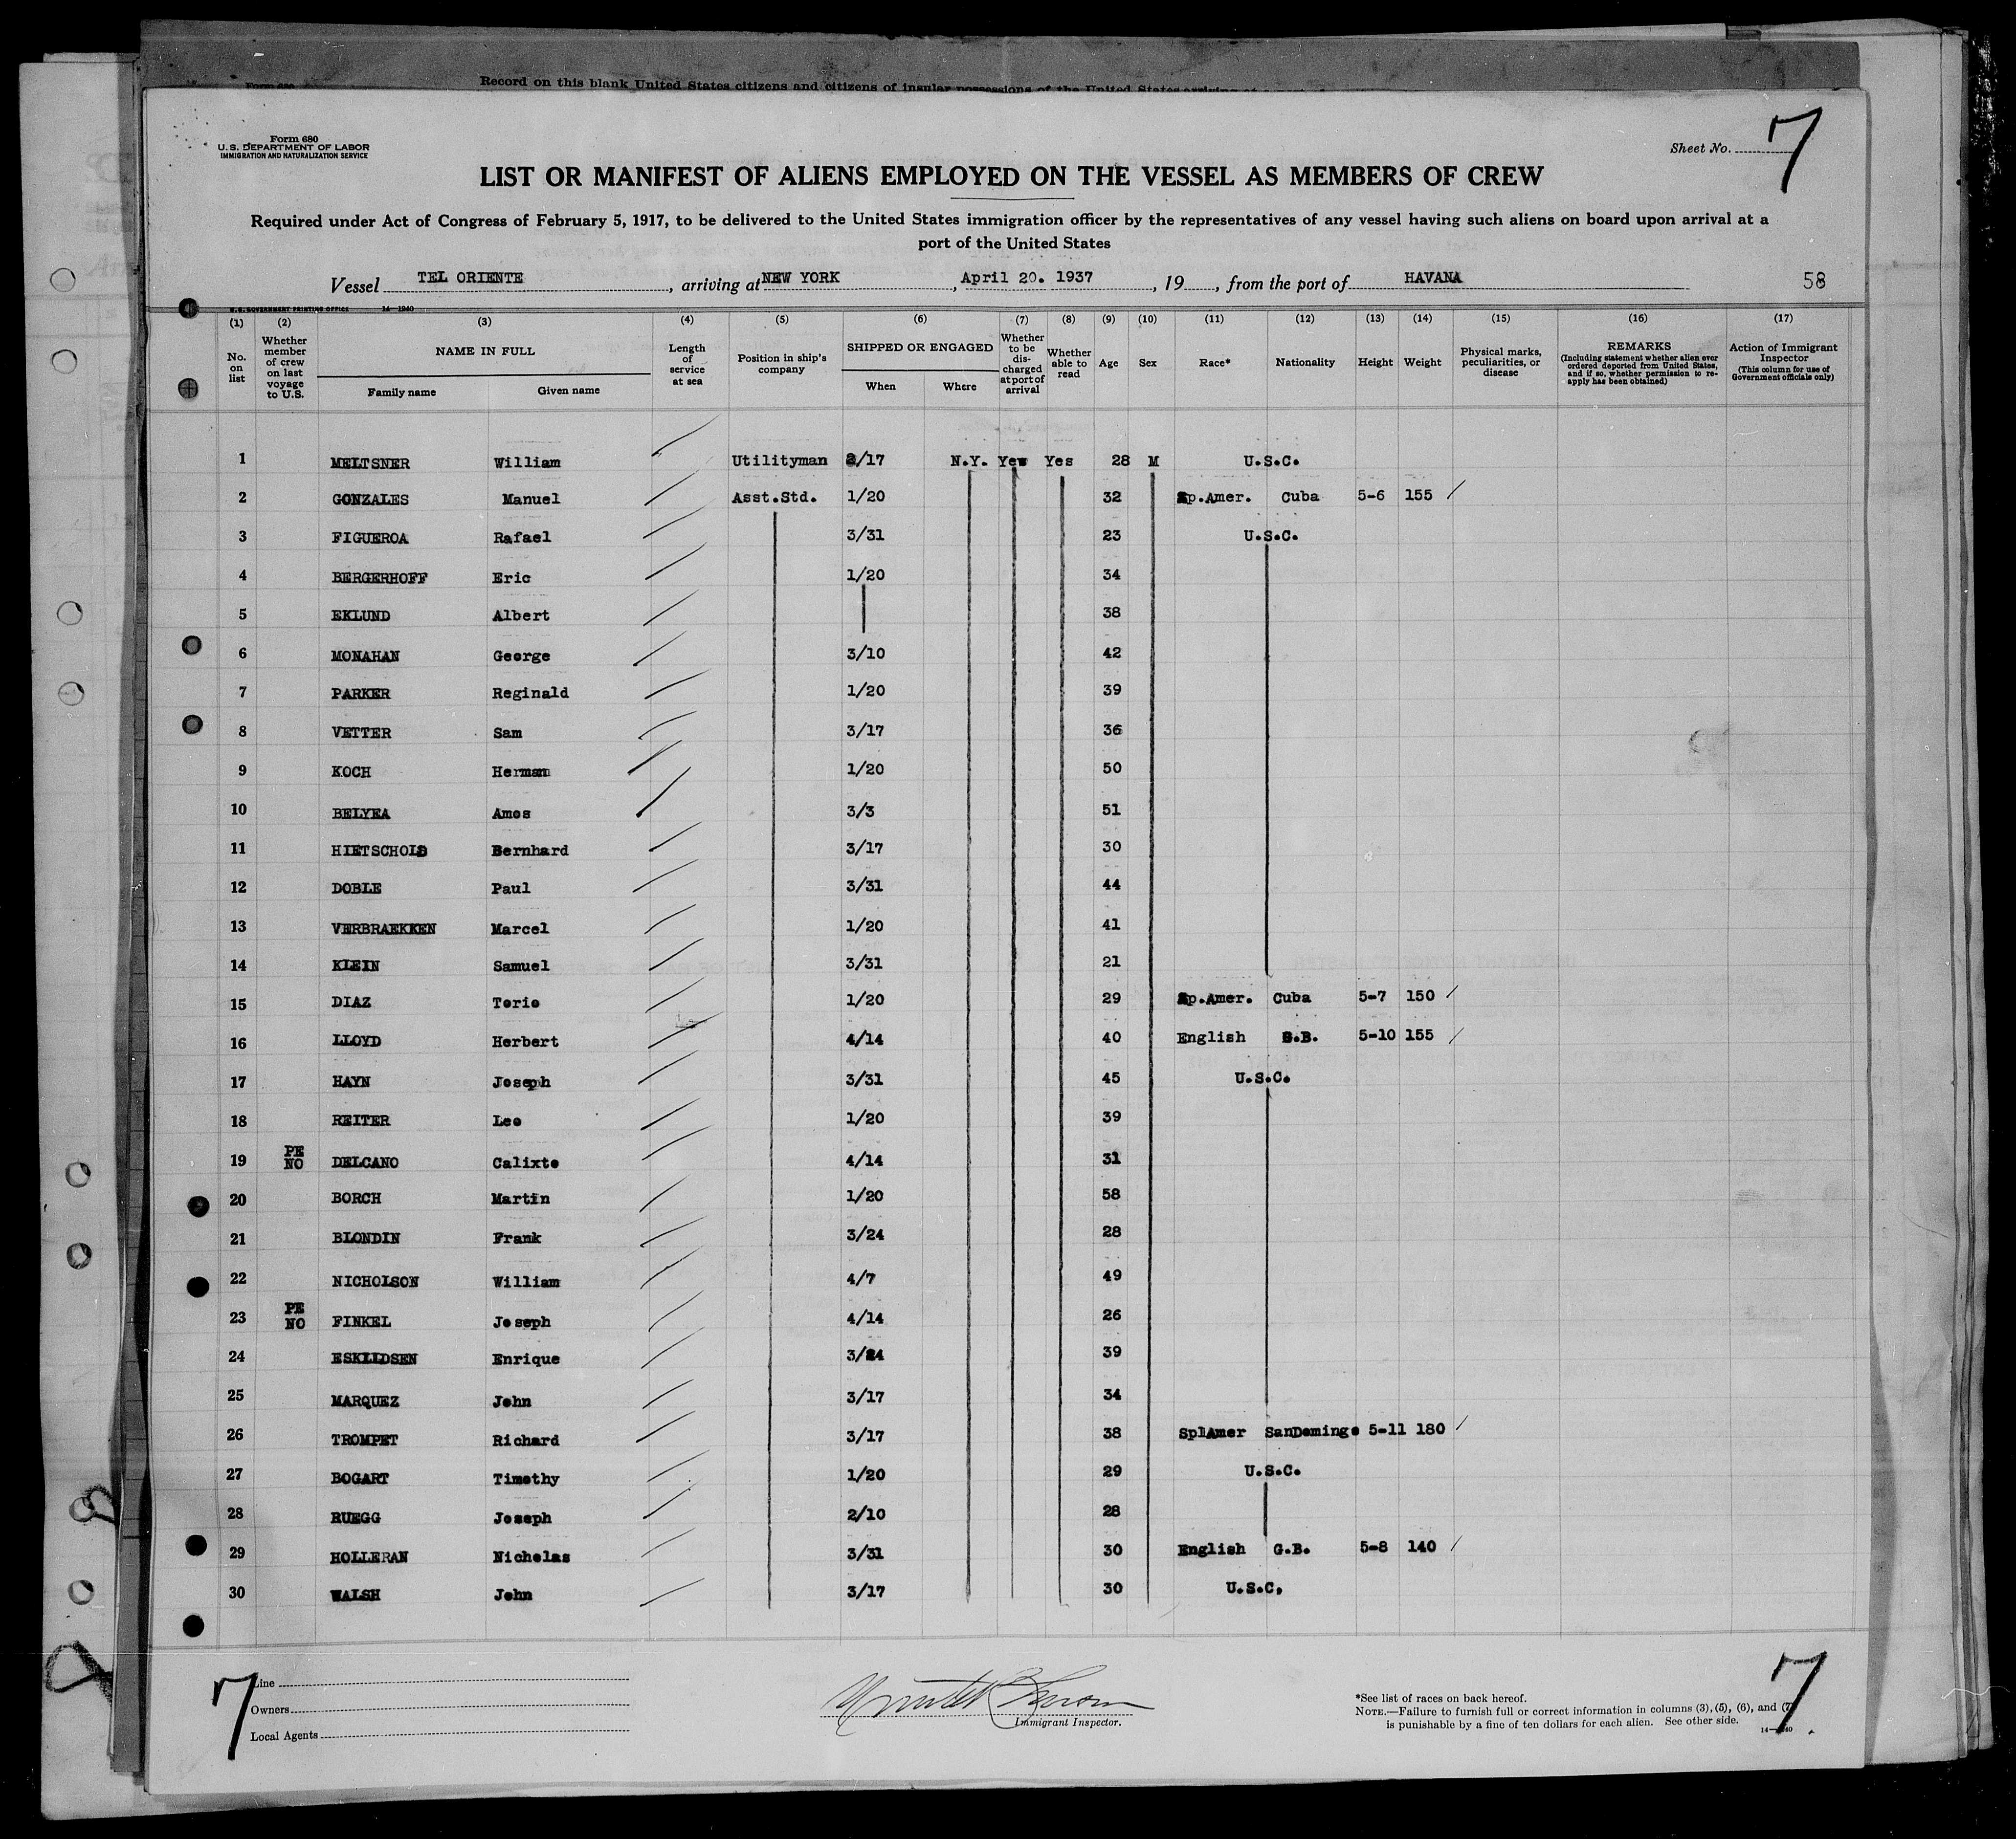 Form 680
Record on this blank United States citizens and citizens of insular possessions of the United States arriving at
Form 680
U. S. DEPARTMENT OF LABOR
IMMIGRATION AND NATURALIZATION SERVICE
Sheet No. 7
LIST OR MANIFEST OF ALIENS EMPLOYED ON THE VESSEL AS MEMBERS OF CREW
Required under Act of Congress of February 5, 1917, to be delivered to the United States immigration officer by the representatives of any vessel having such aliens on board upon arrival at a
port of the United States
Vessel TEL ORIENTE, arriving at NEW YORK, April 20. 1937, 19, from the port of HAVANA 58
U. S. GOVERNMENT PRINTING OFFICE 14—1940
(1) (2) (3) (4) (5) (6) (7) (8) (9) (10) (11) (12) (13) (14) (15) (16) (17)
No. on list
Whether member of crew on last voyage to U.S.
NAME IN FULL
Family name Given name
Length of service at sea
Position in ship's company
SHIPPED OR ENGAGED
When Where
Whether to be discharged at port of arrival
Whether able to read
Age
Sex
Race*
Nationality
Height
Weight
Physical marks, peculiarities, or disease
REMARKS
(Including statement whether alien ever ordered deported from United States, and if so, whether permission to re-apply has been obtained)
Action of Immigrant Inspector
(This column for use of Government officials only)
1 MELTSNER William Utilityman 2/17 N.Y. Yes Yes 28 M U.S.C.
2 GONZALES Manuel Asst.Std. 1/20 32 Sp.Amer. Cuba 5-6 155
3 FIGUEROA Rafael 3/31 23 U.S.C.
4 BERGERHOFF Eric 1/20 34
5 EKLUND Albert 38
6 MONAHAN George 3/10 42
7 PARKER Reginald 1/20 39
8 VETTER Sam 3/17 36
9 KOCH Herman 1/20 50
10 BELYEA Amos 3/3 51
11 HIETSCHOLD Bernhard 3/17 30
12 DOBLE Paul 3/31 44
13 VERBRAEKKEN Marcel 1/20 41
14 KLEIN Samuel 3/31 21
15 DIAZ Torio 1/20 29 Sp.Amer. Cuba 5-7 150
16 LLOYD Herbert 4/14 40 English G.B. 5-10 155
17 HAYN Joseph 3/31 45 U.S.C.
18 REITER Leo 1/20 39
19 PE NO DELCANO Calixto 4/14 31
20 BORCH Martin 1/20 58
21 BLONDIN Frank 3/24 28
22 NICHOLSON William 4/7 49
23 PE NO FINKEL Joseph 4/14 26
24 ESKILDSEN Enrique 3/24 39
25 MARQUEZ John 3/17 34
26 TROMPET Richard 3/17 38 SplAmer SanDomingo 5-11 180
27 BOGART Timothy 1/20 29 U.S.C.
28 RUEGG Joseph 2/10 28
29 HOLLERAN Nicholas 3/31 30 English G.B. 5-8 140
30 WALSH John 3/17 30 U.S.C.
7
Line
Owners
Local Agents
Immigrant Inspector.
*See list of races on back hereof.
NOTE.—Failure to furnish full or correct information in columns (3), (5), (6), and (7)
is punishable by a fine of ten dollars for each alien. See other side.
14—1940
7